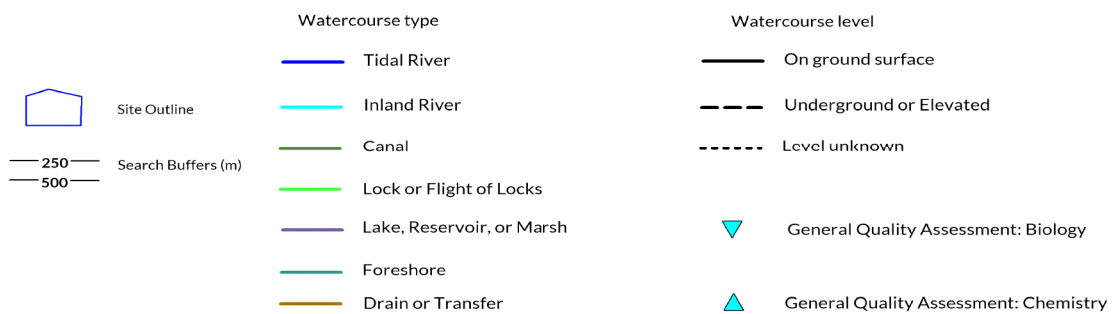 Watercourse type
Watercourse level
Tidal River
On ground surface
Site Outline
Inland River
Underground or Elevated
250
Search Buffers (m)
500
Canal
Level unknown
Lock or Flight of Locks
Lake, Reservoir, or Marsh
General Quality Assessment: Biology
Foreshore
Drain or Transfer
General Quality Assessment: Chemistry